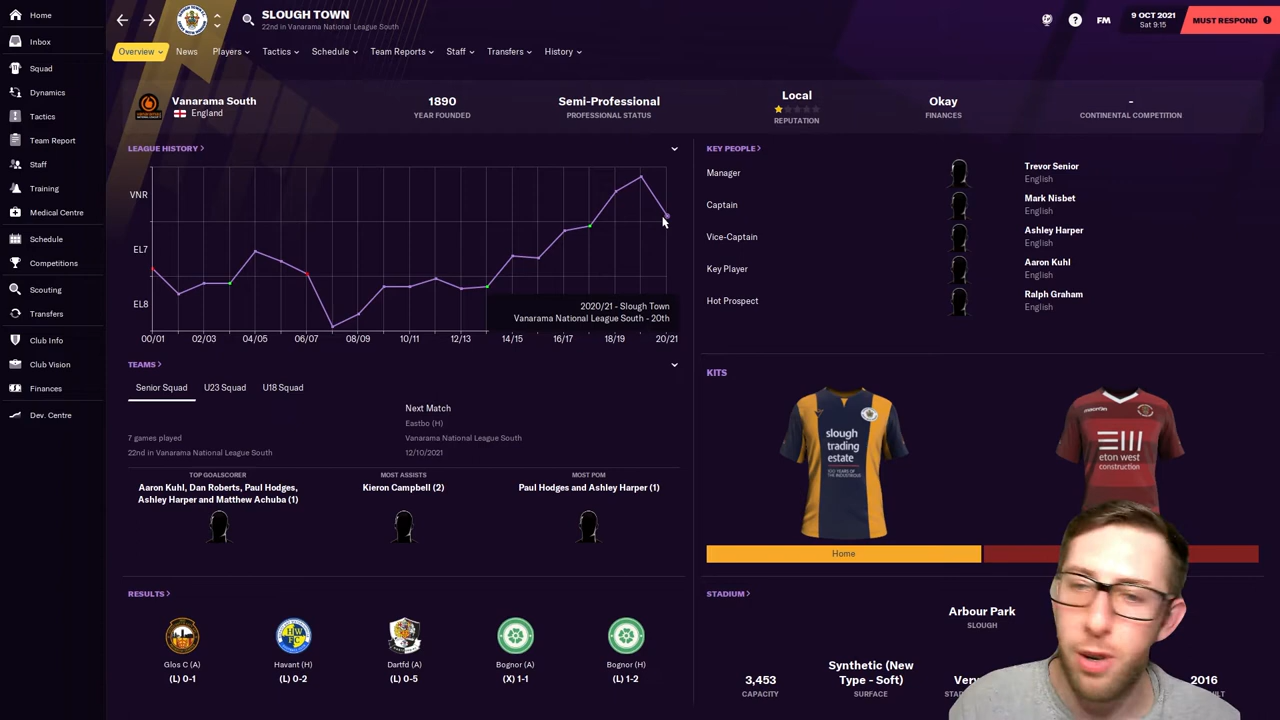 Home
Inbox
Squad
Dynamics
Tactics
Team Report
Staff
Training
Medical Centre
Schedule
Competitions
Scouting
Transfers
Club Info
Club Vision
Finances
Dev. Centre
SLOUGH TOWN
22nd in Vanarama National League South
FM
9 OCT 2021
Sat 9:15
MUST RESPOND
Overview
News
Players
Tactics
Schedule
Team Reports
Staff
Transfers
History
Vanarama South
England
1890
YEAR FOUNDED
Semi-Professional
PROFESSIONAL STATUS
Local
REPUTATION
Okay
FINANCES
-
CONTINENTAL COMPETITION
LEAGUE HISTORY
VNR
EL7
EL8
2020/21 - Slough Town
Vanarama National League South - 20th
00/01 02/03 04/05 06/07 08/09 10/11 12/13 14/15 16/17 18/19 20/21
TEAMS
Senior Squad U23 Squad U18 Squad
7 games played
22nd in Vanarama National League South
Next Match
Eastbo (H)
Vanarama National League South
12/10/2021
TOP GOALSCORER
Aaron Kuhl, Dan Roberts, Paul Hodges,
Ashley Harper and Matthew Achuba (1)
MOST ASSISTS
Kieron Campbell (2)
MOST POM
Paul Hodges and Ashley Harper (1)
RESULTS
Glos C (A)
(L) 0-1
HW
FC
Havant (H)
(L) 0-2
Dartfd (A)
(L) 0-5
Bognor (A)
(X) 1-1
Bognor (H)
(L) 1-2
KEY PEOPLE
Manager
Trevor Senior
English
Captain
Mark Nisbet
English
Vice-Captain
Ashley Harper
English
Key Player
Aaron Kuhl
English
Hot Prospect
Ralph Graham
English
KITS
slough
trading
estate
macron
eton west
construction
Home
STADIUM
Arbour Park
SLOUGH
3,453
CAPACITY
Synthetic (New
Type - Soft)
SURFACE
2016